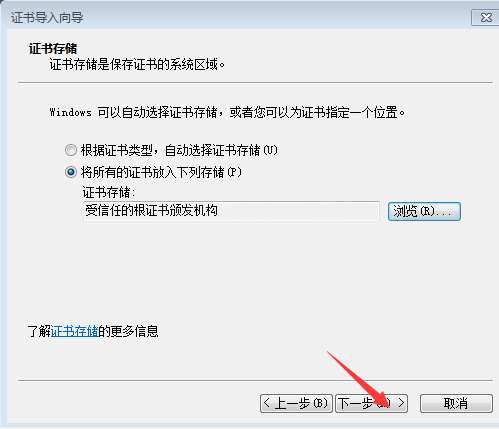 证书导入向导
证书存储
证书存储是保存证书的系统区域。
Windows 可以自动选择证书存储，或者您可以为证书指定一个位置。
根据证书类型，自动选择证书存储(U)
将所有的证书放入下列存储(P)
证书存储:
受信任的根证书颁发机构
浏览(R)...
了解证书存储的更多信息
< 上一步(B) 下一步( ) > 取消